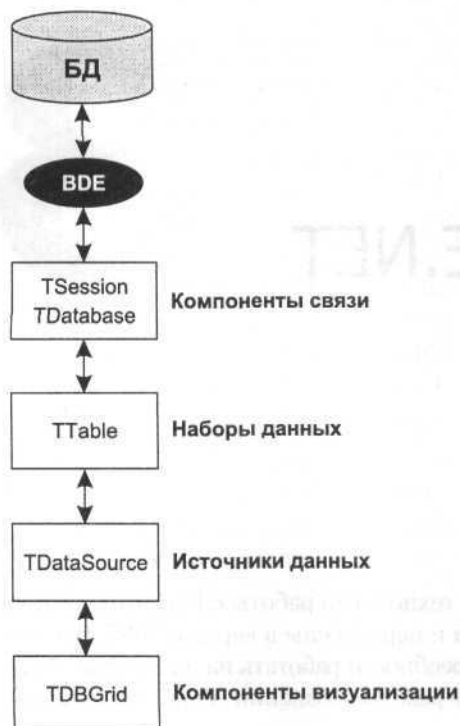 БД
BDE
TSession
TDatabase
Компоненты связи
TTable
Наборы данных
TDataSource
Источники данных
TDBGrid
Компоненты визуализации